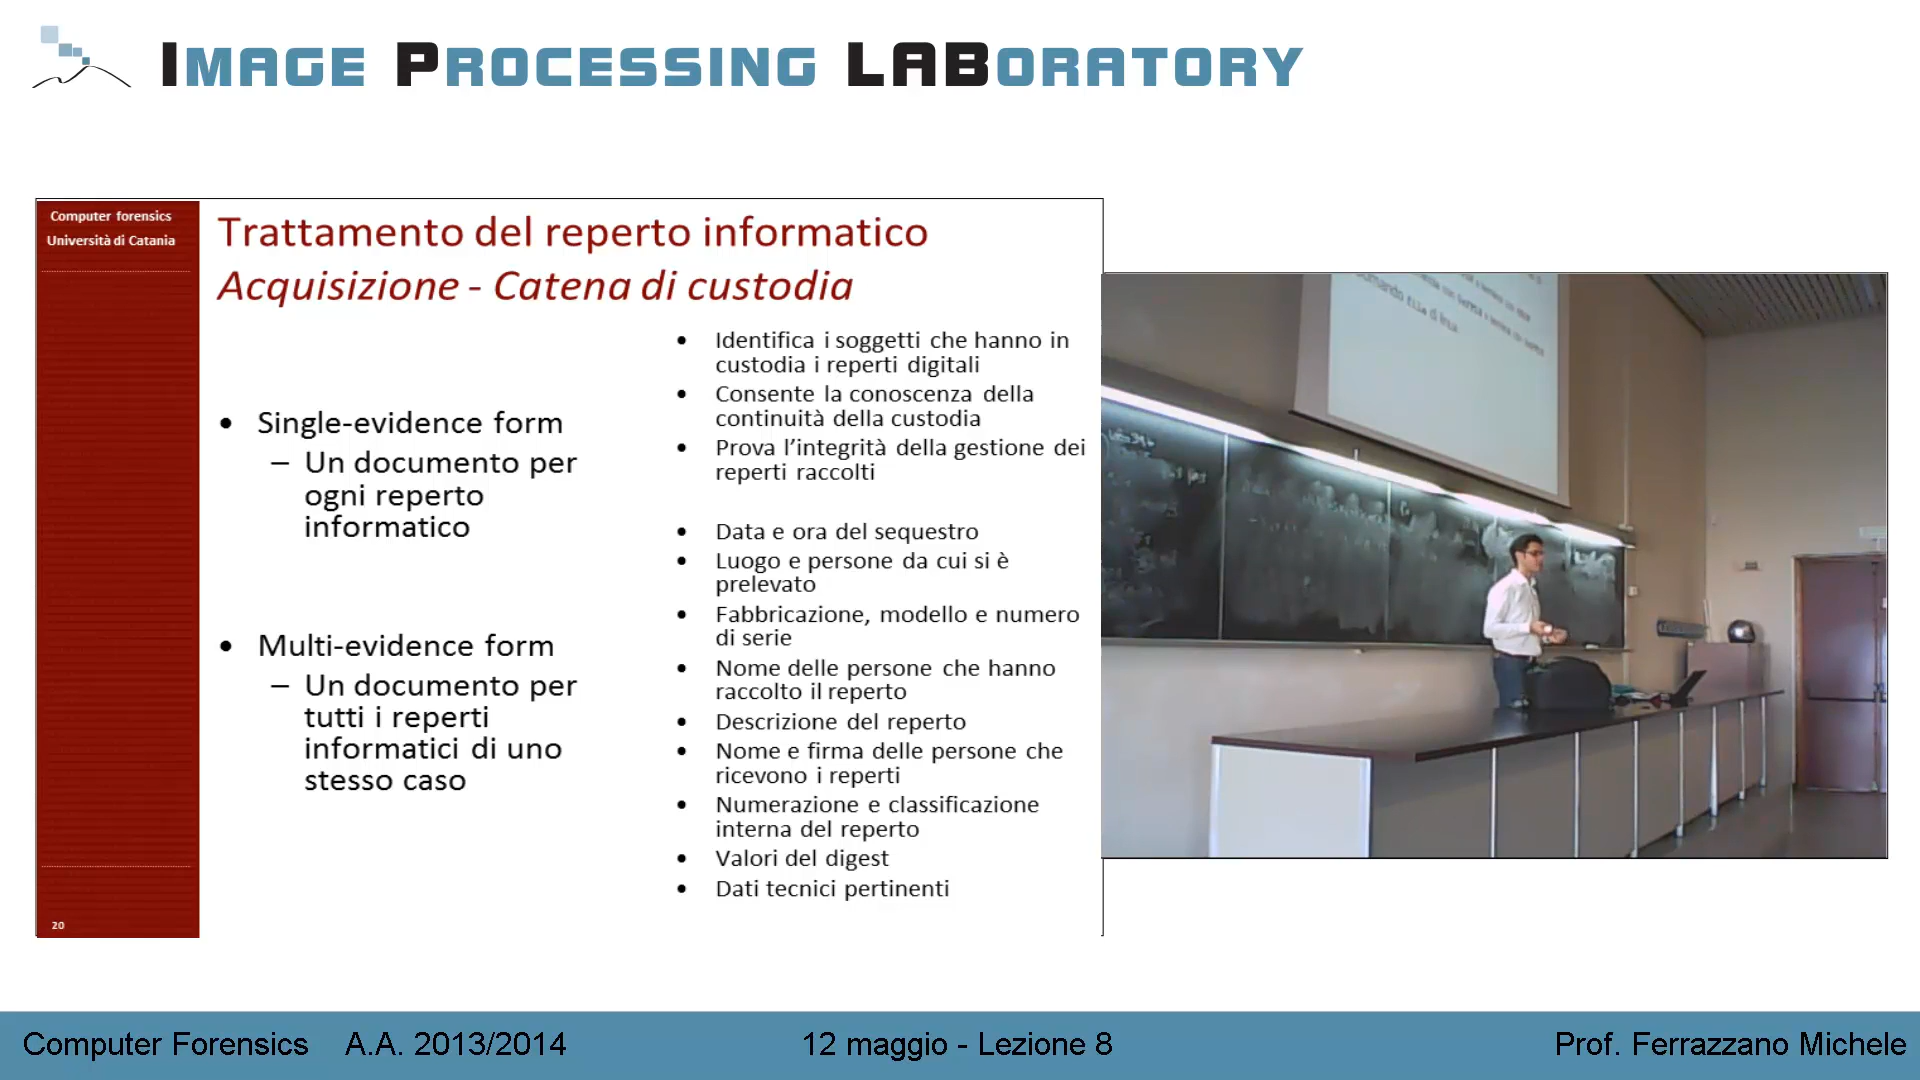 IMAGE PROCESSING LABORATORY
Computer forensics
Università di Catania
Trattamento del reperto informatico
Acquisizione - Catena di custodia
• Single-evidence form
– Un documento per
ogni reperto
informatico
• Multi-evidence form
– Un documento per
tutti i reperti
informatici di uno
stesso caso
• Identifica i soggetti che hanno in
custodia i reperti digitali
• Consente la conoscenza della
continuità della custodia
• Prova l’integrità della gestione dei
reperti raccolti
• Data e ora del sequestro
• Luogo e persone da cui si è
prelevato
• Fabbricazione, modello e numero
di serie
• Nome delle persone che hanno
raccolto il reperto
• Descrizione del reperto
• Nome e firma delle persone che
ricevono i reperti
• Numerazione e classificazione
interna del reperto
• Valori del digest
• Dati tecnici pertinenti
20
Computer Forensics A.A. 2013/2014
12 maggio - Lezione 8
Prof. Ferrazzano Michele